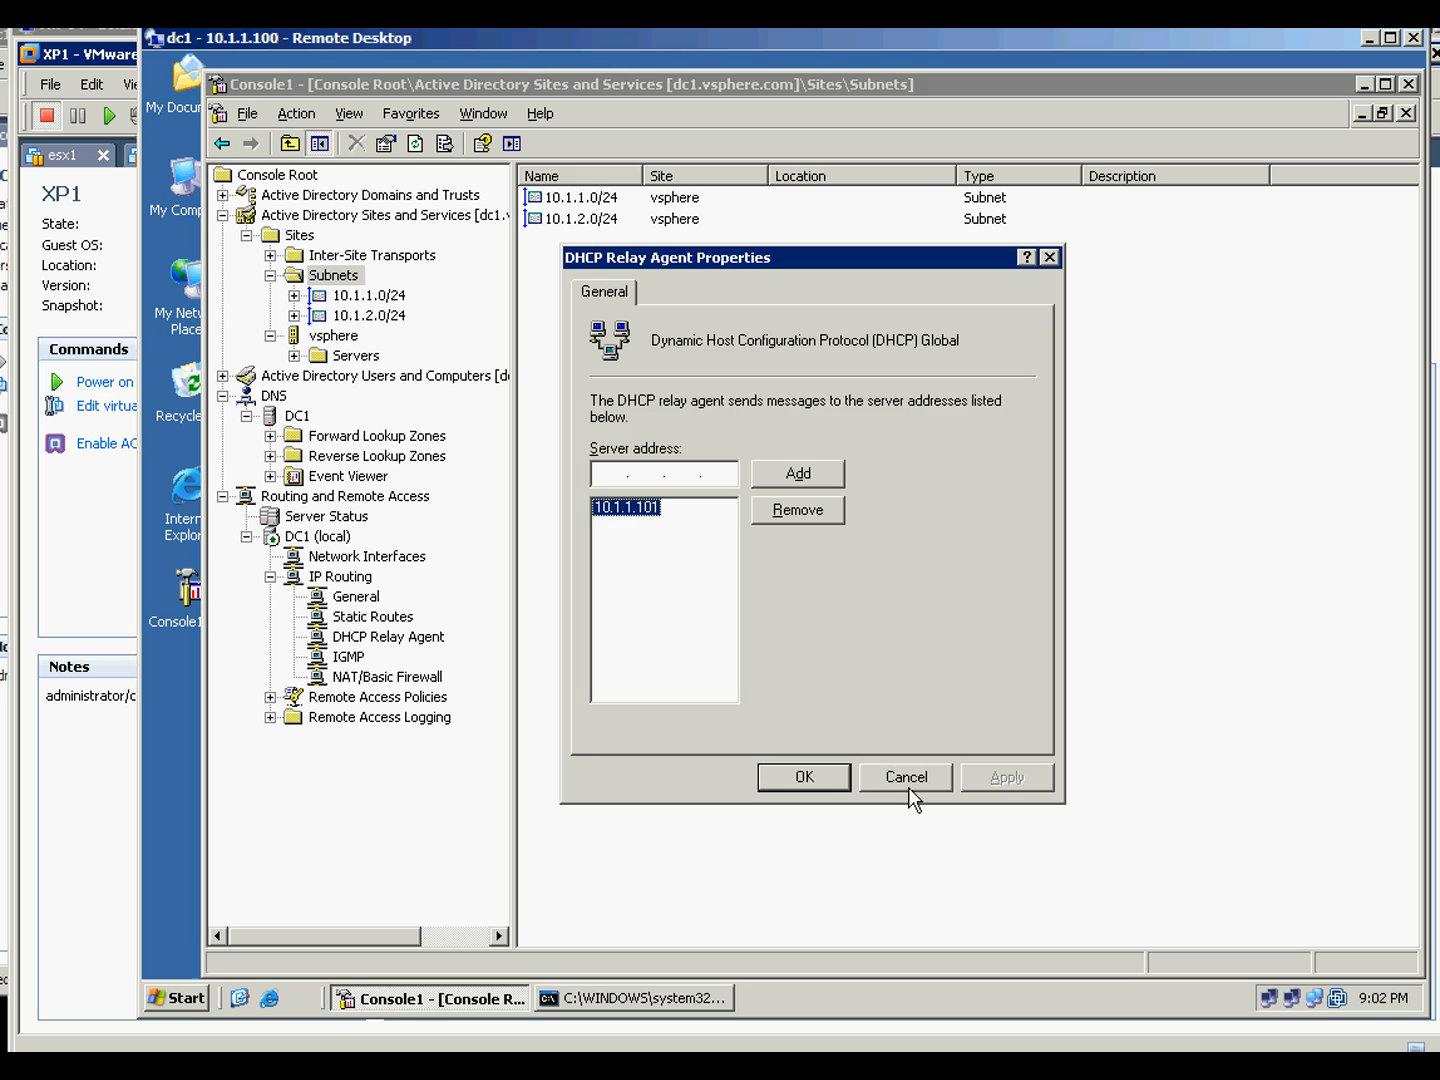 dc1 - 10.1.1.100 - Remote Desktop
XP1 - VMware
File Edit
esx1
XP1
State:
Guest OS:
Location:
Version:
Snapshot:
Commands
Power on
Edit virtua
Enable AC
Notes
administrator/c
My Docu
My Comp
My Net
Place
Recycle
Intern
Explor
Console1
Console1 - [Console Root\Active Directory Sites and Services [dc1.vsphere.com]\Sites\Subnets]
File Action View Favorites Window Help
Console Root
Active Directory Domains and Trusts
Active Directory Sites and Services [dc1.v
Sites
Inter-Site Transports
Subnets
10.1.1.0/24
10.1.2.0/24
vsphere
Servers
Active Directory Users and Computers [dc
DNS
DC1
Forward Lookup Zones
Reverse Lookup Zones
Event Viewer
Routing and Remote Access
Server Status
DC1 (local)
Network Interfaces
IP Routing
General
Static Routes
DHCP Relay Agent
IGMP
NAT/Basic Firewall
Remote Access Policies
Remote Access Logging
Name Site Location Type Description
10.1.1.0/24 vsphere Subnet
10.1.2.0/24 vsphere Subnet
DHCP Relay Agent Properties
General
Dynamic Host Configuration Protocol (DHCP) Global
The DHCP relay agent sends messages to the server addresses listed
below.
Server address:
. . . Add
10.1.1.101 Remove
OK Cancel Apply
Start Console1 - [Console R... C:\WINDOWS\system32... 9:02 PM